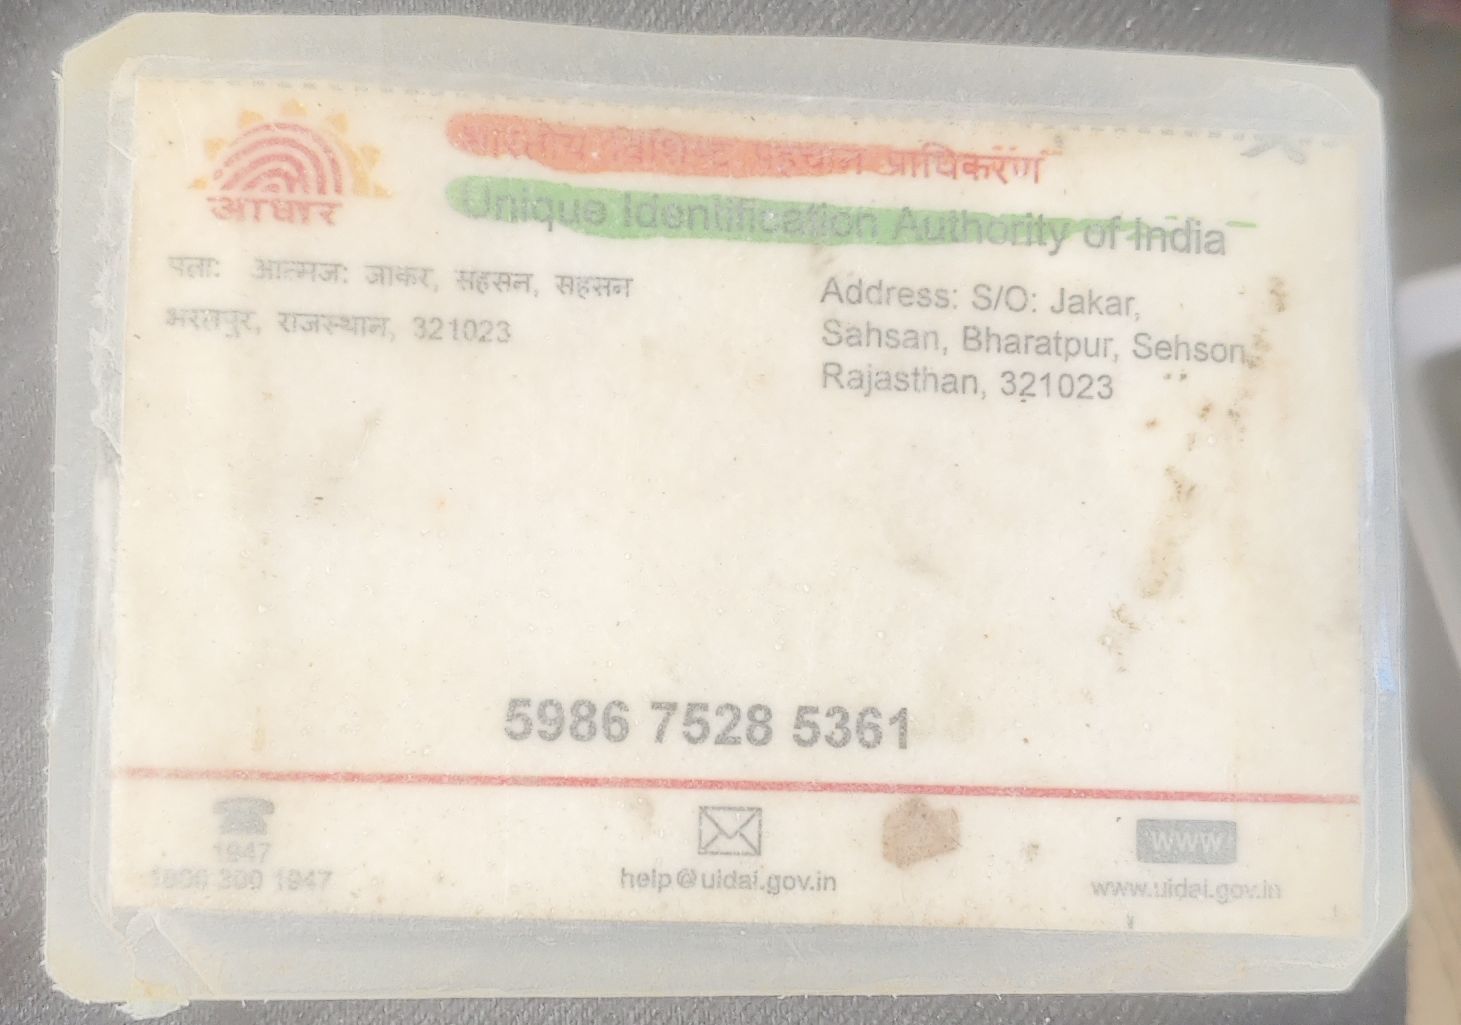 भारतीय विशिष्ट पहचान प्राधिकरण
Unique Identification Authority of India
आधार
पता: आत्मज: जाकर, सहसन, सहसन
भरतपुर, राजस्थान, 321023
Address: S/O: Jakar,
Sahsan, Bharatpur, Sehson,
Rajasthan, 321023
5986 7528 5361
1947
1800 300 1947
help@uidai.gov.in
WWW
www.uidai.gov.in